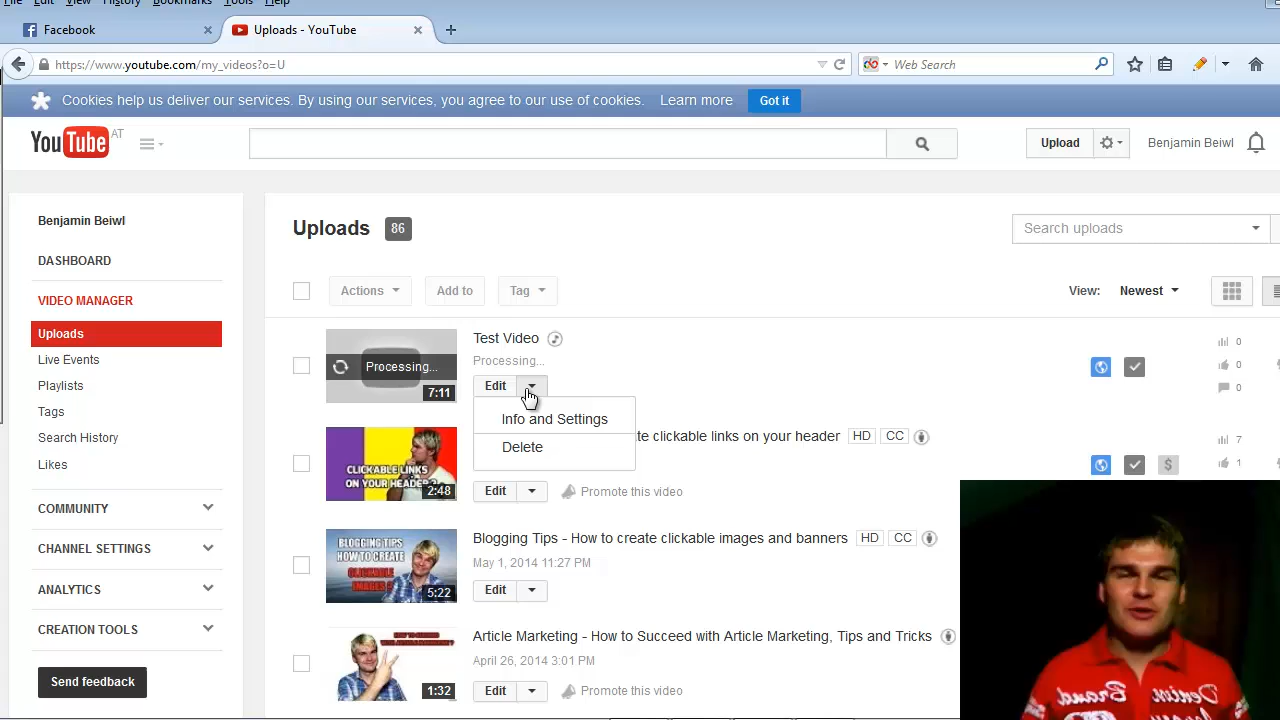 File Edit View History Bookmarks Tools Help
Facebook Uploads - YouTube
https://www.youtube.com/my_videos?o=U Web Search
Cookies help us deliver our services. By using our services, you agree to our use of cookies. Learn more Got it
YouTube AT Upload Benjamin Beiwl
Benjamin Beiwl
DASHBOARD
VIDEO MANAGER
Uploads
Live Events
Playlists
Tags
Search History
Likes
COMMUNITY
CHANNEL SETTINGS
ANALYTICS
CREATION TOOLS
Send feedback
Uploads 86
Search uploads
Actions Add to Tag
View: Newest
Test Video
Processing...
Processing...
7:11
Edit
Info and Settings
Delete
0
0
0
te clickable links on your header HD CC
CLICKABLE LINKS
ON YOUR HEADER?
2:48
Edit Promote this video
$
7
1
Blogging Tips - How to create clickable images and banners HD CC
May 1, 2014 11:27 PM
BLOGGING TIPS
HOW TO CREATE
CLICKABLE
IMAGES
5:22
Edit
Article Marketing - How to Succeed with Article Marketing, Tips and Tricks
April 26, 2014 3:01 PM
1:32
Edit Promote this video
Denim
Brand